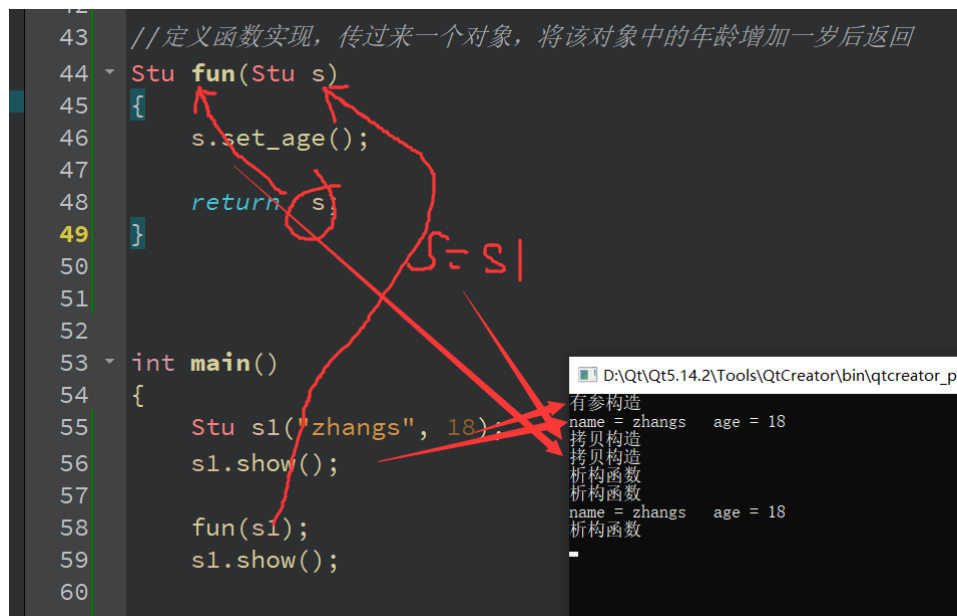 43 //定义函数实现，传过来一个对象，将该对象中的年龄增加一岁后返回
44 Stu fun(Stu s)
45 {
46 s.set_age();
47
48 return s;
49 }
50
51
52
53 int main()
54 {
55 Stu s1("zhangs", 18);
56 s1.show();
57
58 fun(s1);
59 s1.show();
60
S=S1
D:\Qt\Qt5.14.2\Tools\QtCreator\bin\qtcreator_p
有参构造
name = zhangs age = 18
拷贝构造
拷贝构造
析构函数
析构函数
name = zhangs age = 18
析构函数